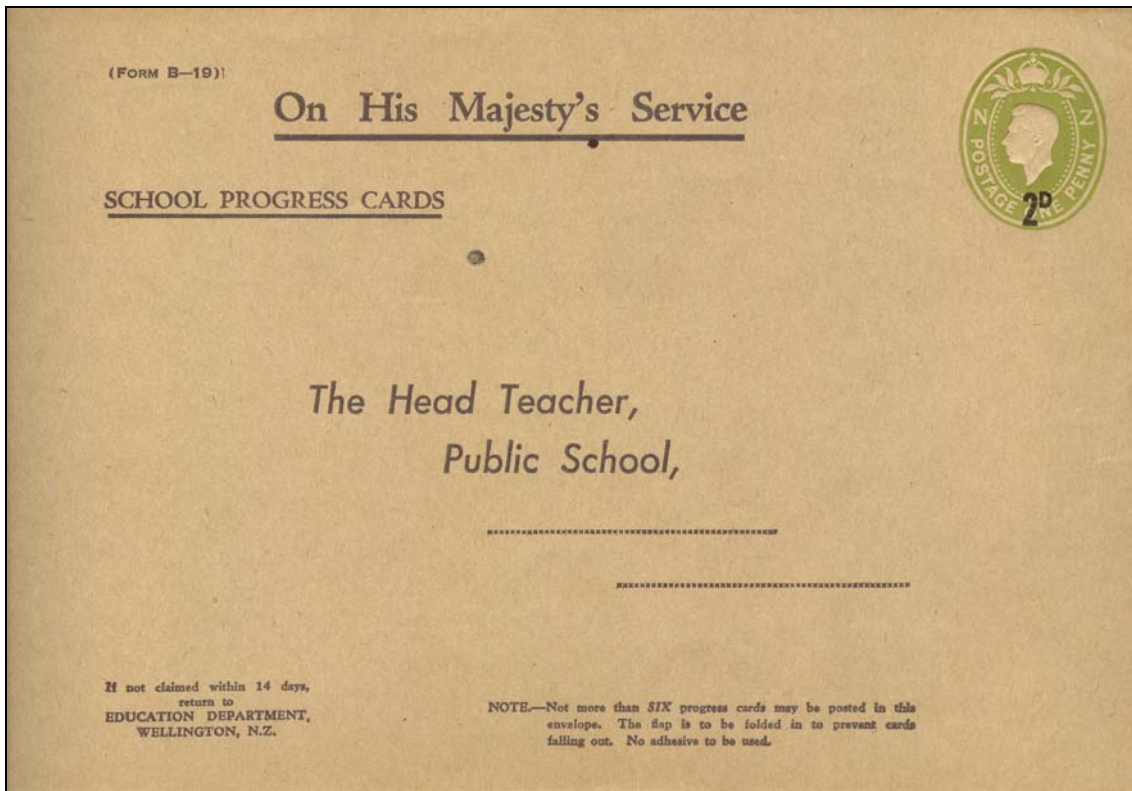 (FORM B—19)
On His Majesty's Service
SCHOOL PROGRESS CARDS
N Z
POSTAGE ONE PENNY
2D
The Head Teacher,
Public School,
If not claimed within 14 days,
return to
EDUCATION DEPARTMENT,
WELLINGTON, N.Z.
NOTE.—Not more than SIX progress cards may be posted in this
envelope. The flap is to be folded in to prevent cards
falling out. No adhesive to be used.